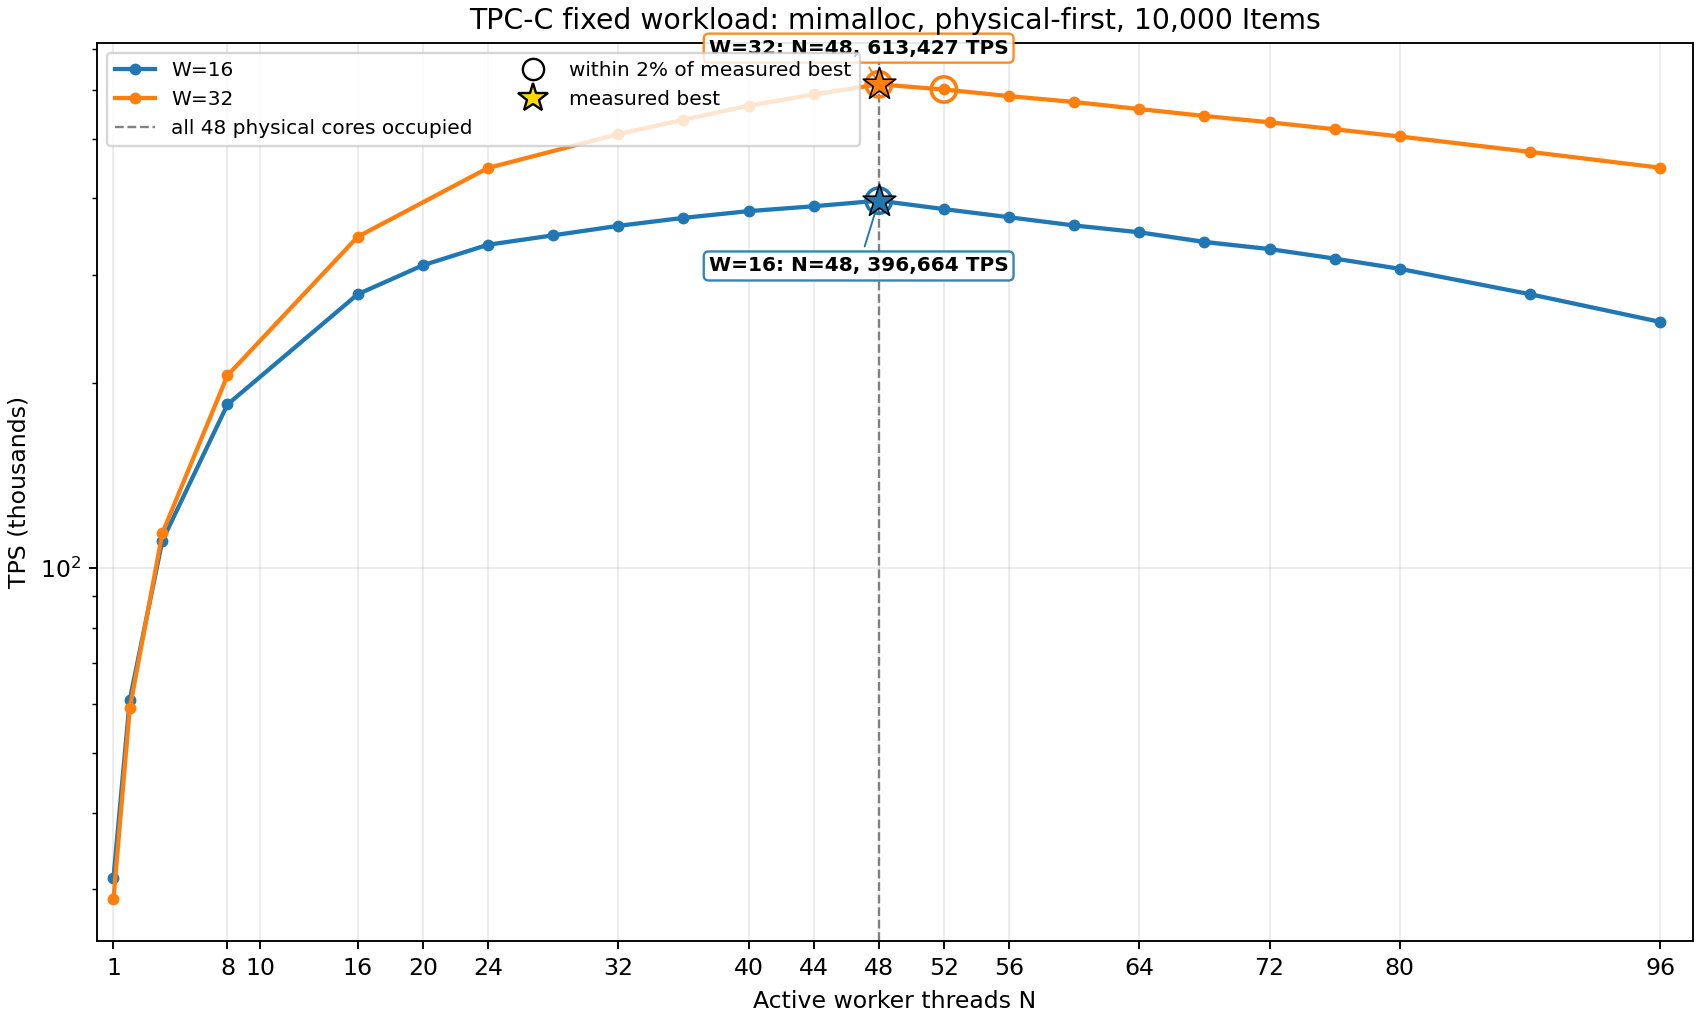 TPC-C fixed workload: mimalloc, physical-first, 10,000 Items
W=32: N=48, 613,427 TPS
W=16
W=32
all 48 physical cores occupied
within 2% of measured best
measured best
W=16: N=48, 396,664 TPS
TPS (thousands)
10²
1 8 10 16 20 24 32 40 44 48 52 56 64 72 80 96
Active worker threads N